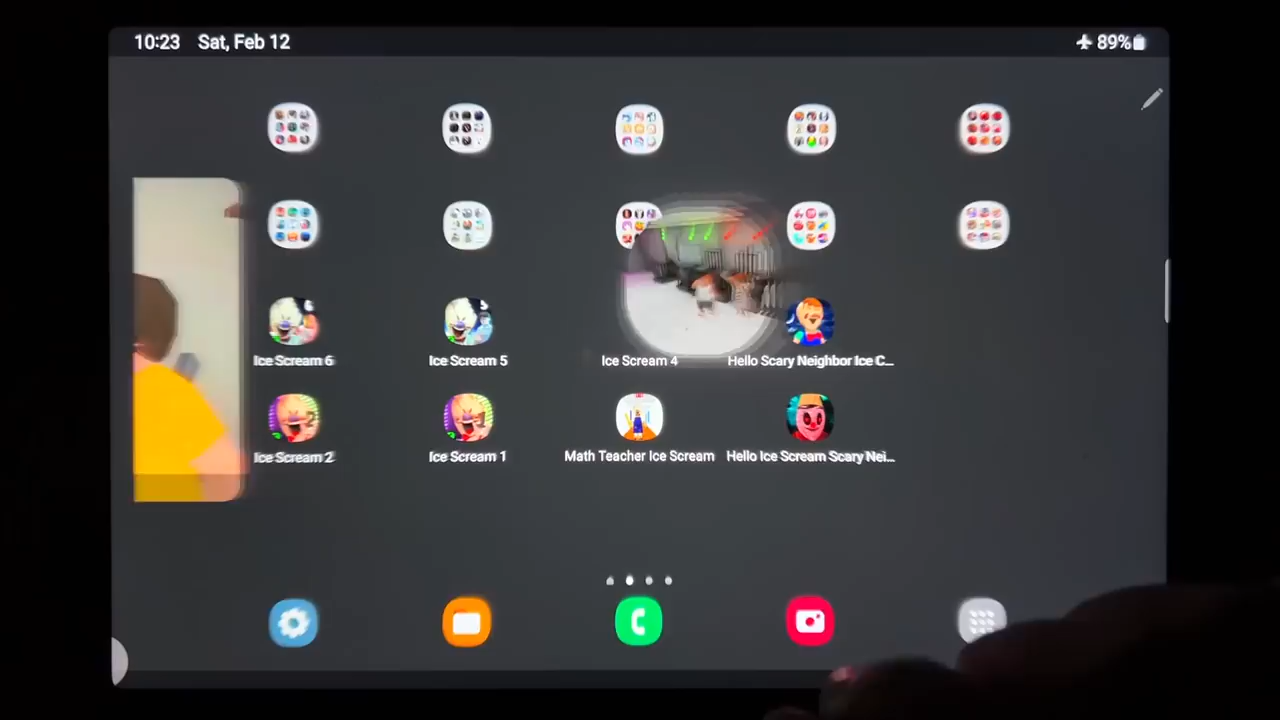 10:23 Sat, Feb 12 89%
Ice Scream 6 Ice Scream 5 Ice Scream 4 Hello Scary Neighbor Ice C...
Ice Scream 2 Ice Scream 1 Math Teacher Ice Scream Hello Ice Scream Scary Nei...